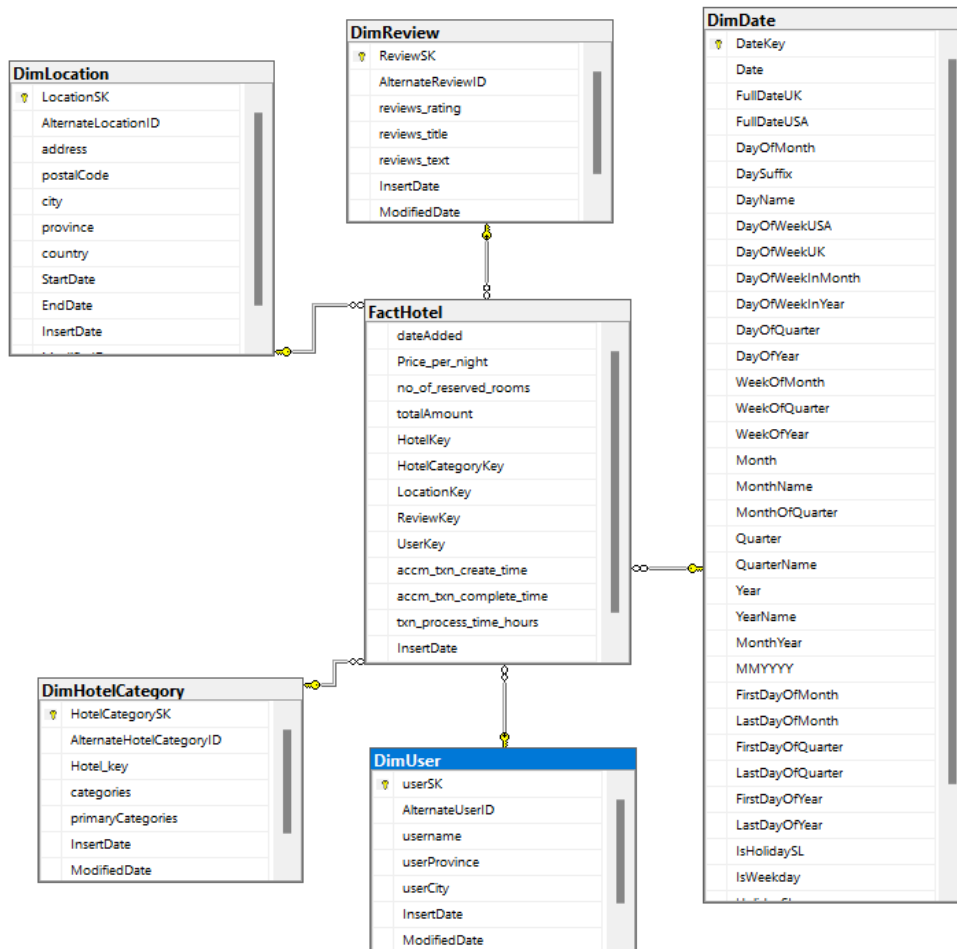 DimReview
ReviewSK
AlternateReviewID
reviews_rating
reviews_title
reviews_text
InsertDate
ModifiedDate
DimLocation
LocationSK
AlternateLocationID
address
postalCode
city
province
country
StartDate
EndDate
InsertDate
DimDate
DateKey
Date
FullDateUK
FullDateUSA
DayOfMonth
DaySuffix
DayName
DayOfWeekUSA
DayOfWeekUK
DayOfWeekInMonth
DayOfWeekInYear
DayOfQuarter
DayOfYear
WeekOfMonth
WeekOfQuarter
WeekOfYear
Month
MonthName
MonthOfQuarter
Quarter
QuarterName
Year
YearName
MonthYear
MMYYYY
FirstDayOfMonth
LastDayOfMonth
FirstDayOfQuarter
LastDayOfQuarter
FirstDayOfYear
LastDayOfYear
IsHolidaySL
IsWeekday
FactHotel
dateAdded
Price_per_night
no_of_reserved_rooms
totalAmount
HotelKey
HotelCategoryKey
LocationKey
ReviewKey
UserKey
accm_txn_create_time
accm_txn_complete_time
txn_process_time_hours
InsertDate
DimHotelCategory
HotelCategorySK
AlternateHotelCategoryID
Hotel_key
categories
primaryCategories
InsertDate
ModifiedDate
DimUser
userSK
AlternateUserID
username
userProvince
userCity
InsertDate
ModifiedDate